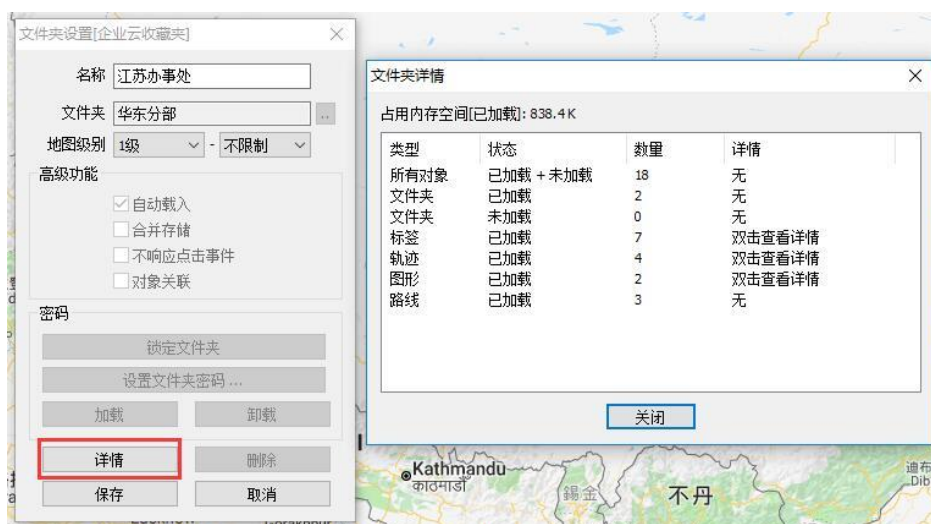 文件夹设置[企业云收藏夹]
名称 江苏办事处
文件夹 华东分部 ..
地图级别 1级 - 不限制
高级功能
自动载入
合并存储
不响应点击事件
对象关联
密码
锁定文件夹
设置文件夹密码 ...
加载 卸载
详情 删除
保存 取消
文件夹详情
占用内存空间[已加载]: 838.4K
类型 状态 数量 详情
所有对象 已加载 + 未加载 18 无
文件夹 已加载 2 无
文件夹 未加载 0 无
标签 已加载 7 双击查看详情
轨迹 已加载 4 双击查看详情
图形 已加载 2 双击查看详情
路线 已加载 3 无
关闭
Kathmandu
काठमाडौं
錫金
不丹
迪布
Dib